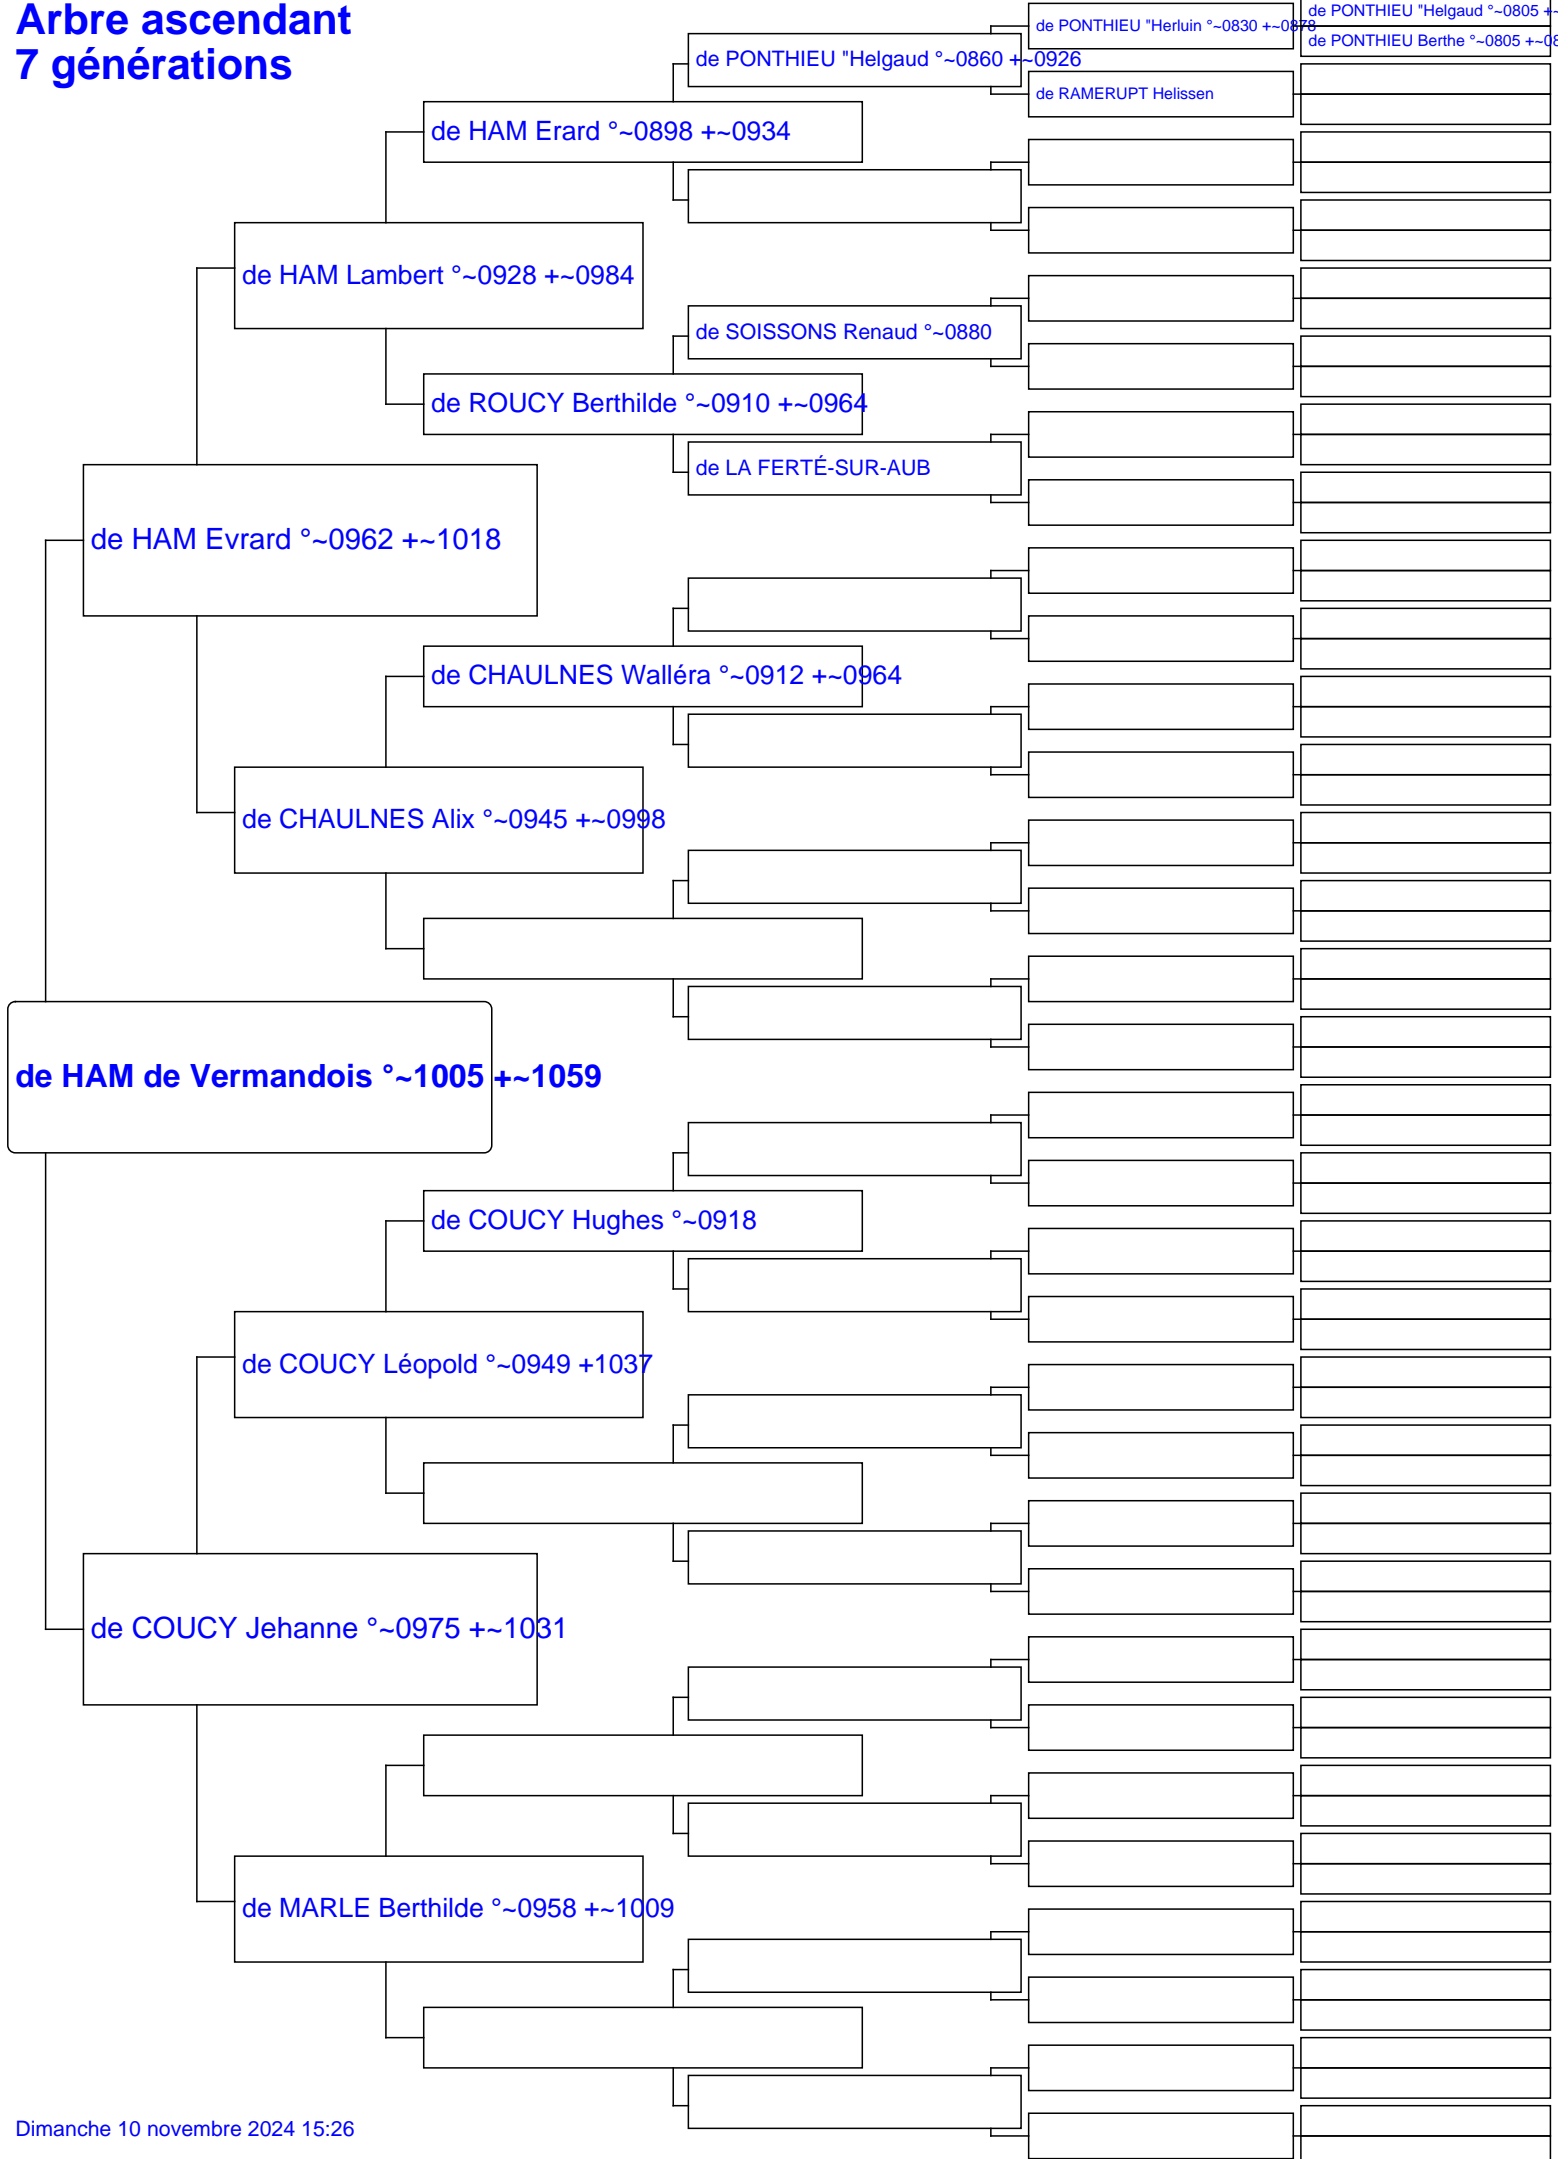 Arbre ascendant
7 générations
de PONTHIEU "Helgaud °~0805 +~
de PONTHIEU "Herluin °~0830 +~0878
de PONTHIEU Berthe °~0805 +~08
de PONTHIEU "Helgaud °~0860 +~0926
de RAMERUPT Helissen
de HAM Erard °~0898 +~0934
de HAM Lambert °~0928 +~0984
de SOISSONS Renaud °~0880
de ROUCY Berthilde °~0910 +~0964
de LA FERTÉ-SUR-AUB
de HAM Evrard °~0962 +~1018
de CHAULNES Walléra °~0912 +~0964
de CHAULNES Alix °~0945 +~0998
de HAM de Vermandois °~1005 +~1059
de COUCY Hughes °~0918
de COUCY Léopold °~0949 +1037
de COUCY Jehanne °~0975 +~1031
de MARLE Berthilde °~0958 +~1009
Dimanche 10 novembre 2024 15:26